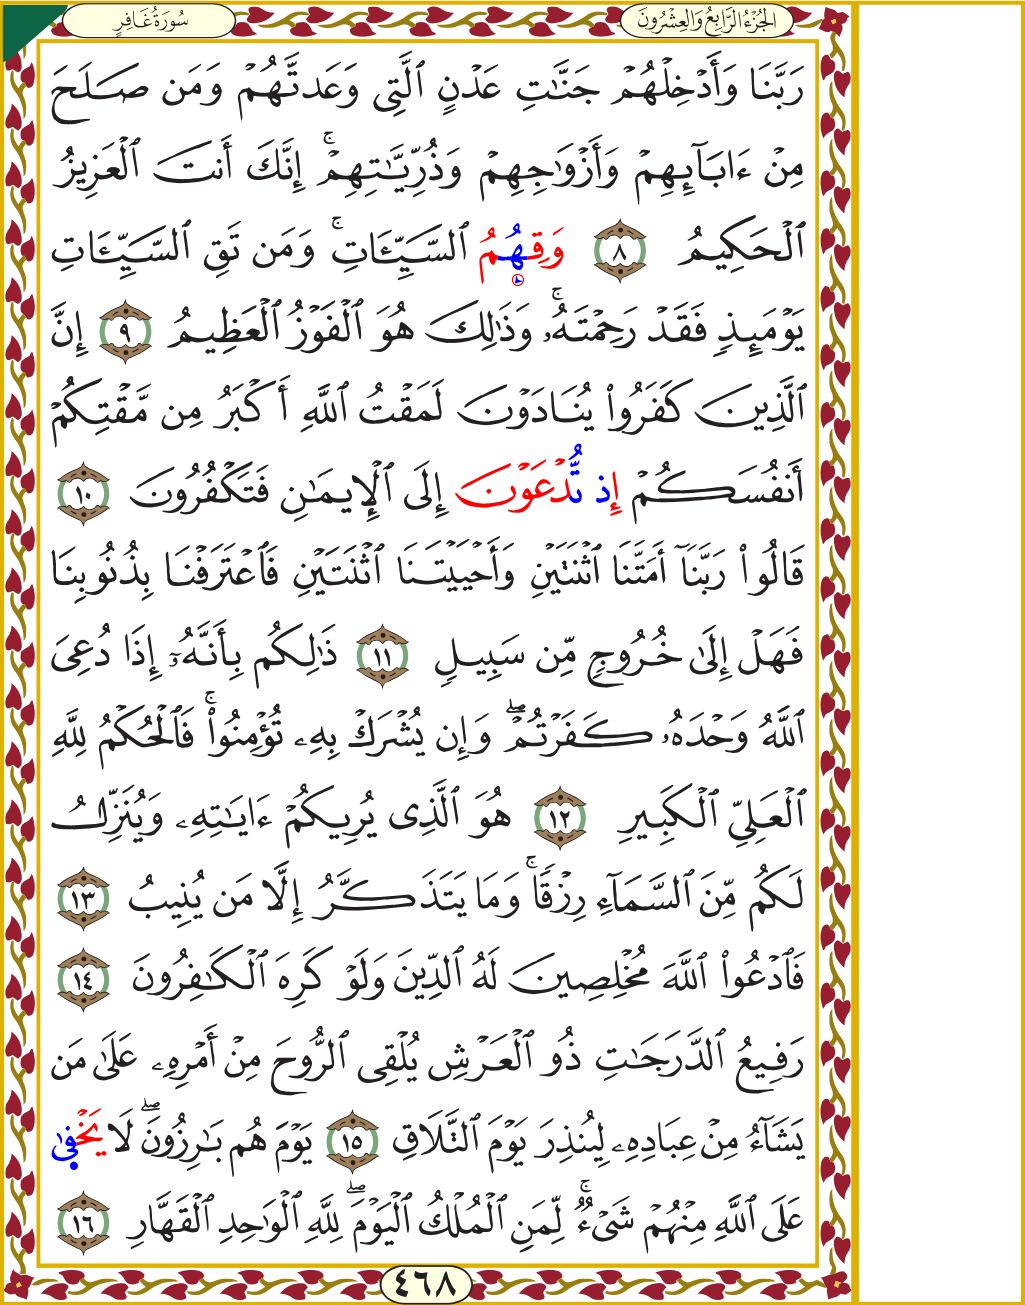 الجُزْءُ الرَّابِعُ وَالعِشْرُونَ
سُورَةُ غَافِرٍ
رَبَّنَا وَأَدْخِلْهُمْ جَنَّٰتِ عَدْنٍ ٱلَّتِى وَعَدتَّهُمْ وَمَن صَلَحَ
مِنْ ءَابَآئِهِمْ وَأَزْوَٰجِهِمْ وَذُرِّيَّـٰتِهِمْ ۚ إِنَّكَ أَنتَ ٱلْعَزِيزُ
ٱلْحَكِيمُ ٨ وَقِهِمُ ٱلسَّيِّـَٔاتِ ۚ وَمَن تَقِ ٱلسَّيِّـَٔاتِ
يَوْمَئِذٍ فَقَدْ رَحِمْتَهُۥ ۚ وَذَٰلِكَ هُوَ ٱلْفَوْزُ ٱلْعَظِيمُ ٩ إِنَّ
ٱلَّذِينَ كَفَرُوا۟ يُنَادَوْنَ لَمَقْتُ ٱللَّهِ أَكْبَرُ مِن مَّقْتِكُمْ
أَنفُسَكُمْ إِذ تُّدْعَوْنَ إِلَى ٱلْإِيمَـٰنِ فَتَكْفُرُونَ ١٠
قَالُوا۟ رَبَّنَآ أَمَتَّنَا ٱثْنَتَيْنِ وَأَحْيَيْتَنَا ٱثْنَتَيْنِ فَٱعْتَرَفْنَا بِذُنُوبِنَا
فَهَلْ إِلَىٰ خُرُوجٍ مِّن سَبِيلٍ ١١ ذَٰلِكُم بِأَنَّهُۥٓ إِذَا دُعِىَ
ٱللَّهُ وَحْدَهُۥ كَفَرْتُمْ ۖ وَإِن يُشْرَكْ بِهِۦ تُؤْمِنُوا۟ ۚ فَٱلْحُكْمُ لِلَّهِ
ٱلْعَلِىِّ ٱلْكَبِيرِ ١٢ هُوَ ٱلَّذِى يُرِيكُمْ ءَايَـٰتِهِۦ وَيُنَزِّلُ
لَكُم مِّنَ ٱلسَّمَآءِ رِزْقًا ۚ وَمَا يَتَذَكَّرُ إِلَّا مَن يُنِيبُ ١٣
فَٱدْعُوا۟ ٱللَّهَ مُخْلِصِينَ لَهُ ٱلدِّينَ وَلَوْ كَرِهَ ٱلْكَـٰفِرُونَ ١٤
رَفِيعُ ٱلدَّرَجَـٰتِ ذُو ٱلْعَرْشِ يُلْقِى ٱلرُّوحَ مِنْ أَمْرِهِۦ عَلَىٰ مَن
يَشَآءُ مِنْ عِبَادِهِۦ لِيُنذِرَ يَوْمَ ٱلتَّلَاقِ ١٥ يَوْمَ هُم بَـٰرِزُونَ ۖ لَا يَخْفَىٰ
عَلَى ٱللَّهِ مِنْهُمْ شَىْءٌ ۚ لِّمَنِ ٱلْمُلْكُ ٱلْيَوْمَ ۖ لِلَّهِ ٱلْوَٰحِدِ ٱلْقَهَّارِ ١٦
٤٦٨